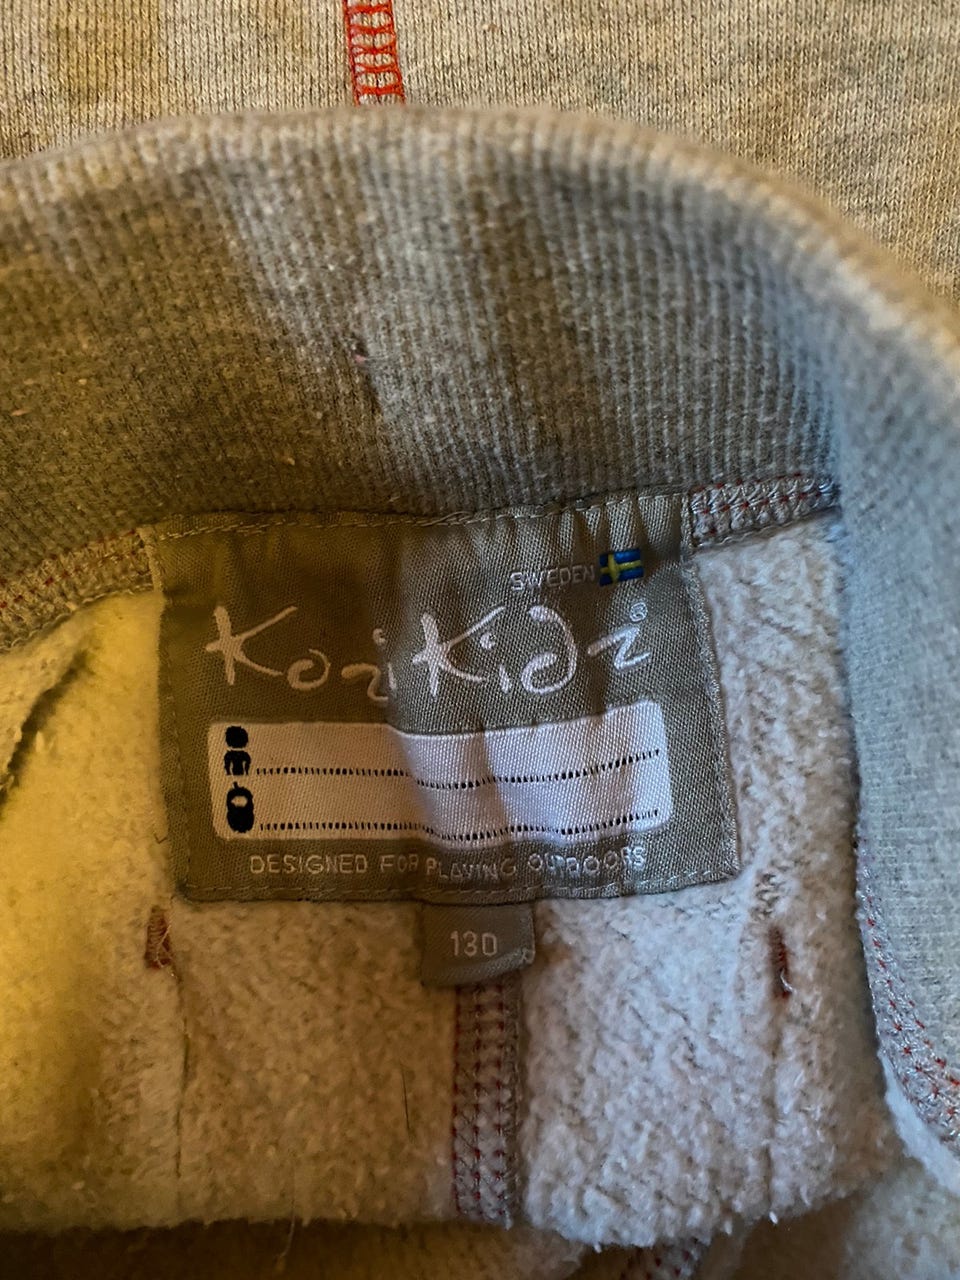 SWEDEN
KoziKidz®
DESIGNED FOR PLAYING OUTDOORS
130